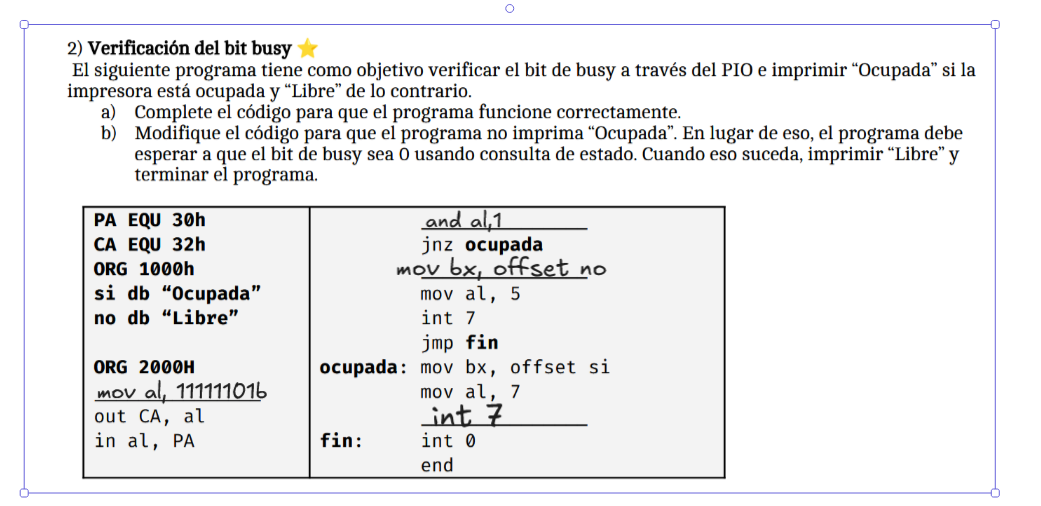 2) Verificación del bit busy ⭐
El siguiente programa tiene como objetivo verificar el bit de busy a través del PIO e imprimir “Ocupada” si la
impresora está ocupada y “Libre” de lo contrario.
a) Complete el código para que el programa funcione correctamente.
b) Modifique el código para que el programa no imprima “Ocupada”. En lugar de eso, el programa debe
esperar a que el bit de busy sea 0 usando consulta de estado. Cuando eso suceda, imprimir “Libre” y
terminar el programa.
PA EQU 30h
CA EQU 32h
ORG 1000h
si db “Ocupada”
no db “Libre”
ORG 2000H
mov al, 11111101b
out CA, al
in al, PA
and al,1
jnz ocupada
mov bx, offset no
mov al, 5
int 7
jmp fin
ocupada: mov bx, offset si
mov al, 7
int 7
fin: int 0
end